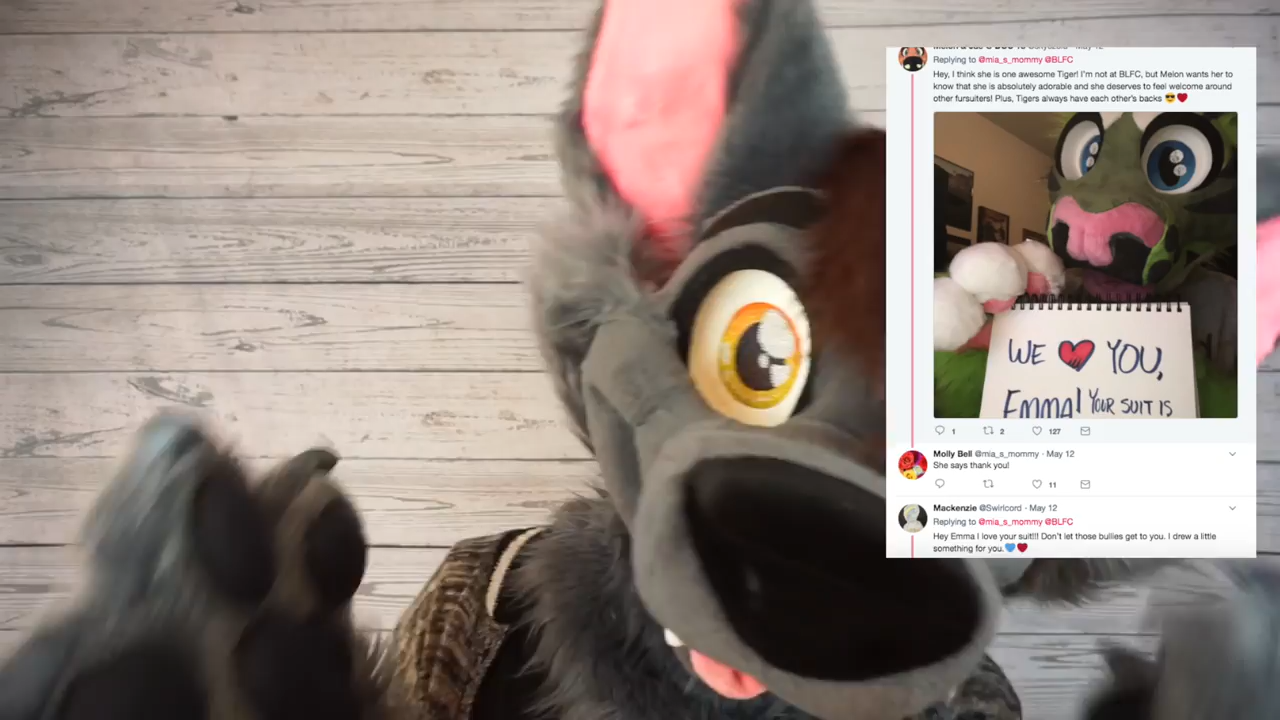 Replying to @mia_s_mommy @BLFC
Hey, I think she is one awesome Tiger! I'm not at BLFC, but Melon wants her to
know that she is absolutely adorable and she deserves to feel welcome around
other fursuiters! Plus, Tigers always have each other's backs 😎❤️
WE ❤️ YOU,
EMMA! YOUR SUIT IS
1 2 127
Molly Bell @mia_s_mommy · May 12
She says thank you!
11
Mackenzie @Swirlcord · May 12
Replying to @mia_s_mommy @BLFC
Hey Emma I love your suit!!! Don't let those bullies get to you. I drew a little
something for you.💙❤️